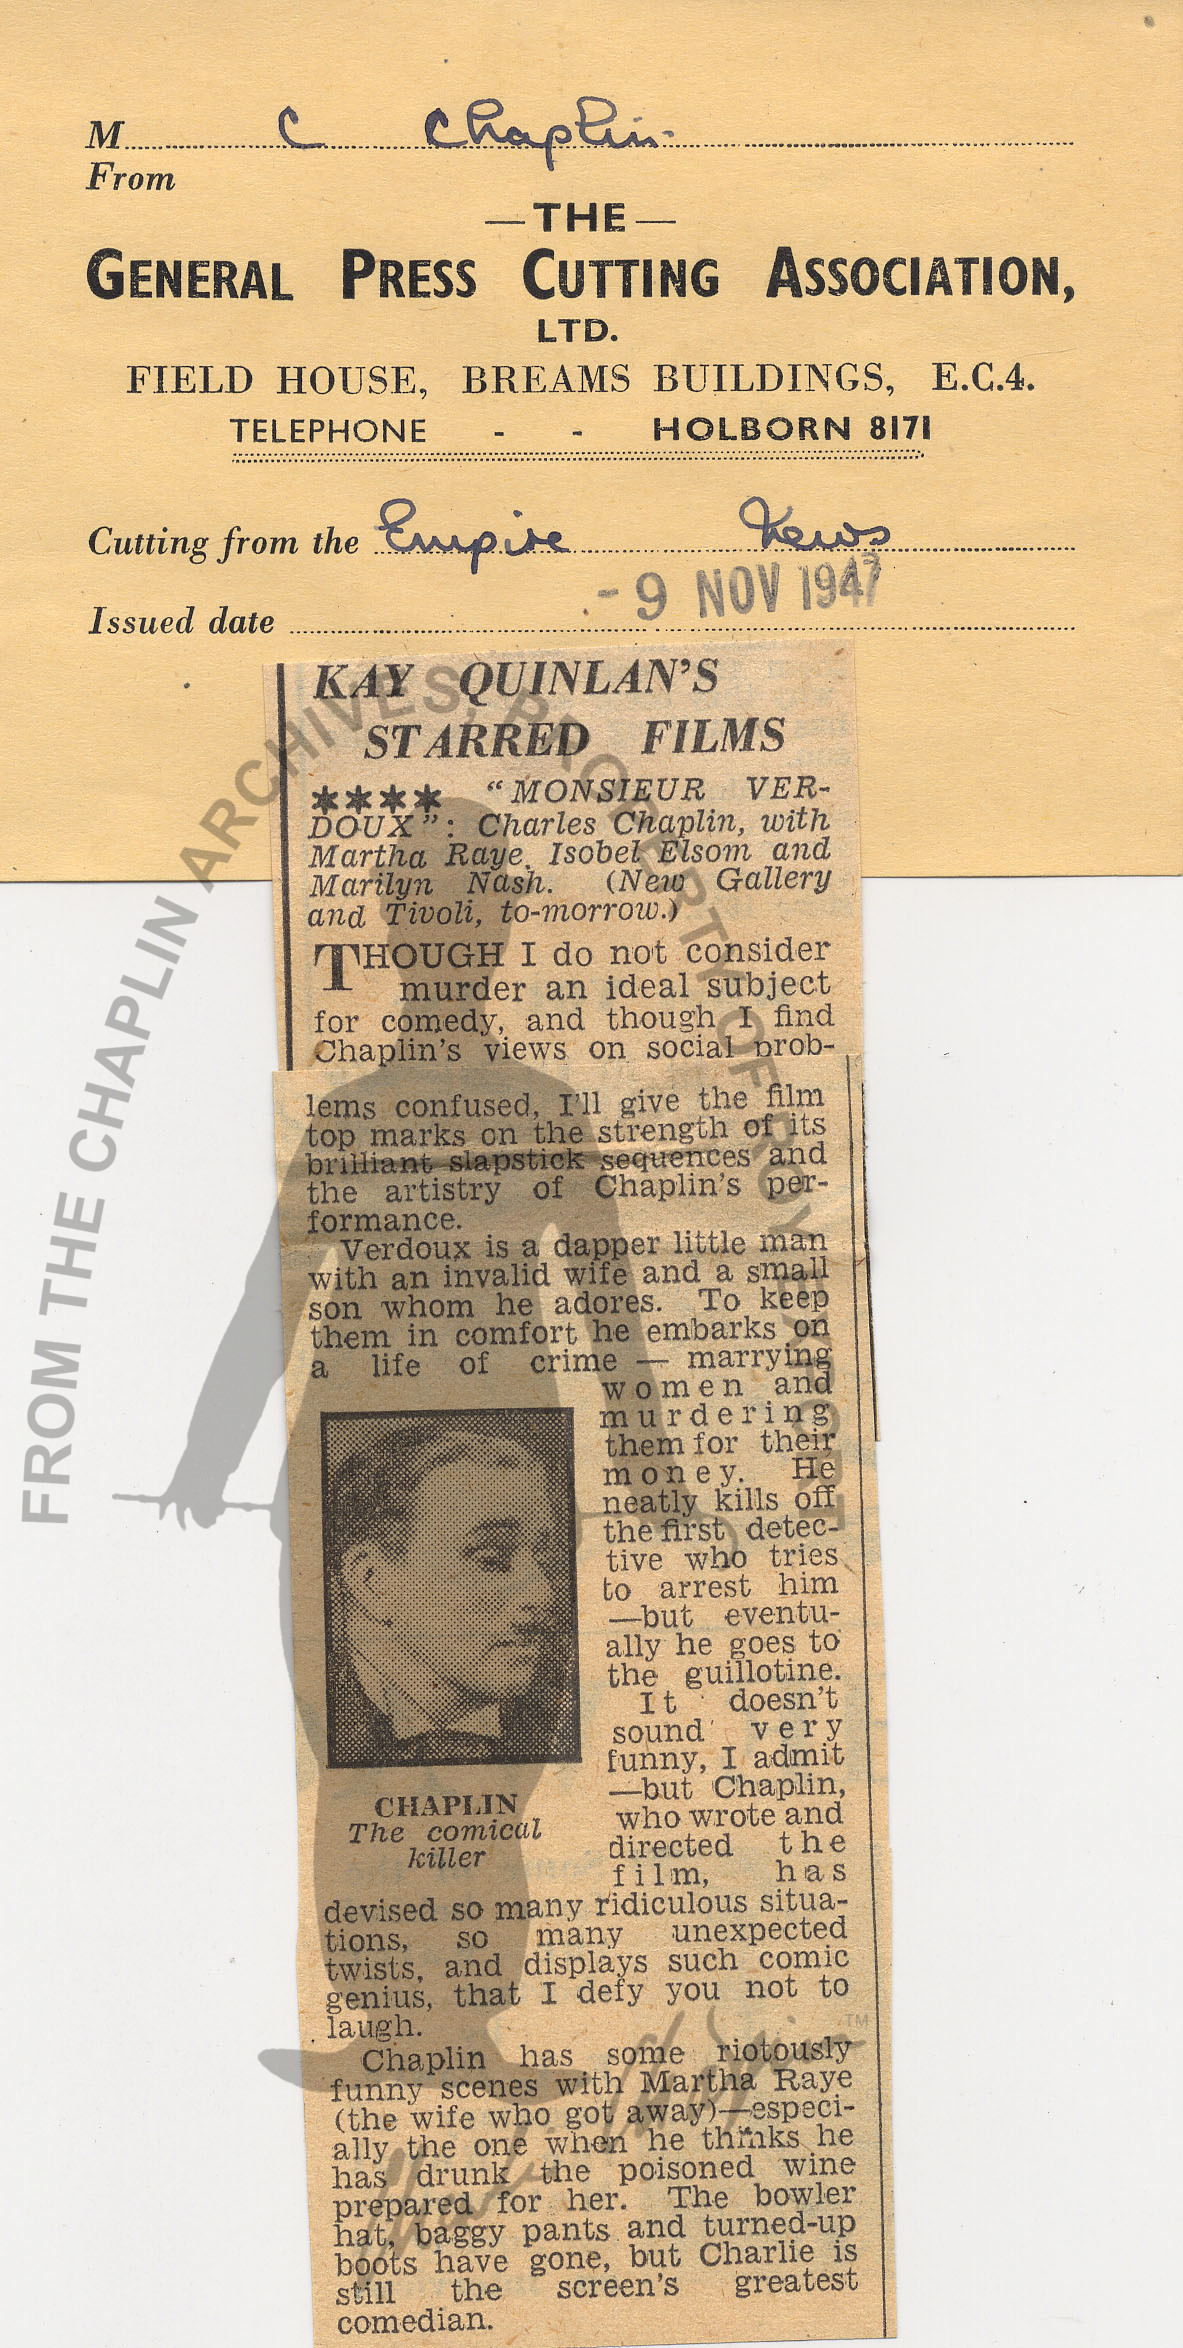 M C Chaplin
From
— THE —
GENERAL PRESS CUTTING ASSOCIATION,
LTD.
FIELD HOUSE, BREAMS BUILDINGS, E.C.4.
TELEPHONE - - HOLBORN 8171
Cutting from the Empire News
- 9 NOV 1947
Issued date
KAY QUINLAN'S
STARRED FILMS
**** "MONSIEUR VER-
DOUX": Charles Chaplin, with
Martha Raye, Isobel Elsom and
Marilyn Nash. (New Gallery
and Tivoli, to-morrow.)
THOUGH I do not consider
murder an ideal subject
for comedy, and though I find
Chaplin's views on social prob-
lems confused, I'll give the film
top marks on the strength of its
brilliant slapstick sequences and
the artistry of Chaplin's per-
formance.
Verdoux is a dapper little man
with an invalid wife and a small
son whom he adores. To keep
them in comfort he embarks on
a life of crime — marrying
women and
murdering
them for their
money. He
neatly kills off
the first detec-
tive who tries
to arrest him
—but eventu-
ally he goes to
the guillotine.
It doesn't
sound very
funny, I admit
—but Chaplin,
who wrote and
directed the
film, has
CHAPLIN
The comical
killer
devised so many ridiculous situa-
tions, so many unexpected
twists, and displays such comic
genius, that I defy you not to
laugh.
Chaplin has some riotously
funny scenes with Martha Raye
(the wife who got away)—especi-
ally the one when he thinks he
has drunk the poisoned wine
prepared for her. The bowler
hat, baggy pants and turned-up
boots have gone, but Charlie is
still the screen's greatest
comedian.
FROM THE CHAPLIN ARCHIVES, PROPERTY OF ROY EXPORT
TM